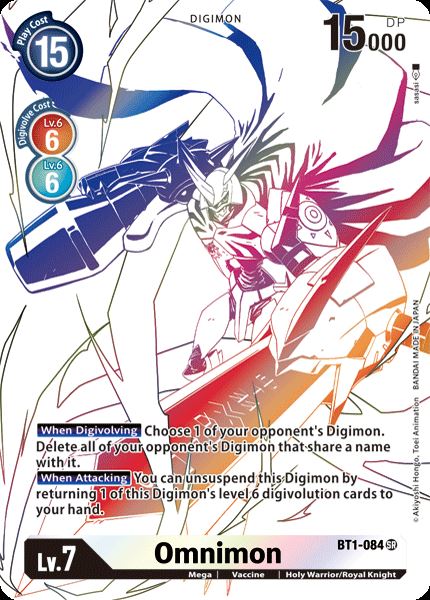 Play Cost
15
DIGIMON
DP
15000
sasasi
Digivolve Cost
Lv.6
6
Lv.6
6
When Digivolving Choose 1 of your opponent's Digimon.
Delete all of your opponent's Digimon that share a name
with it.
When Attacking You can unsuspend this Digimon by
returning 1 of this Digimon's level 6 digivolution cards to
your hand.
©Akiyoshi Hongo, Toei Animation BANDAI MADE IN JAPAN
Lv.7
Omnimon
BT1-084 SR
Mega | Vaccine | Holy Warrior/Royal Knight